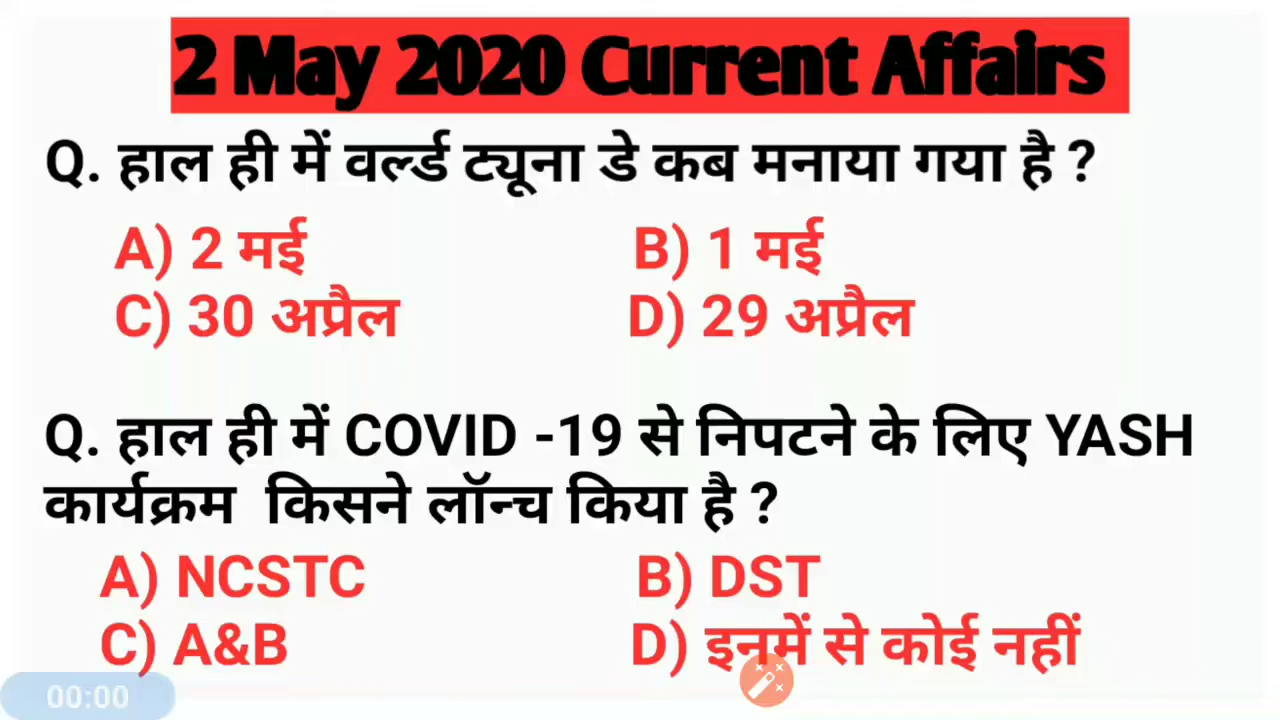 2 May 2020 Current Affairs
Q. हाल ही में वर्ल्ड ट्यूना डे कब मनाया गया है ?
A) 2 मई B) 1 मई
C) 30 अप्रैल D) 29 अप्रैल
Q. हाल ही में COVID -19 से निपटने के लिए YASH
कार्यक्रम किसने लॉन्च किया है ?
A) NCSTC B) DST
C) A&B D) इनमें से कोई नहीं
00:00